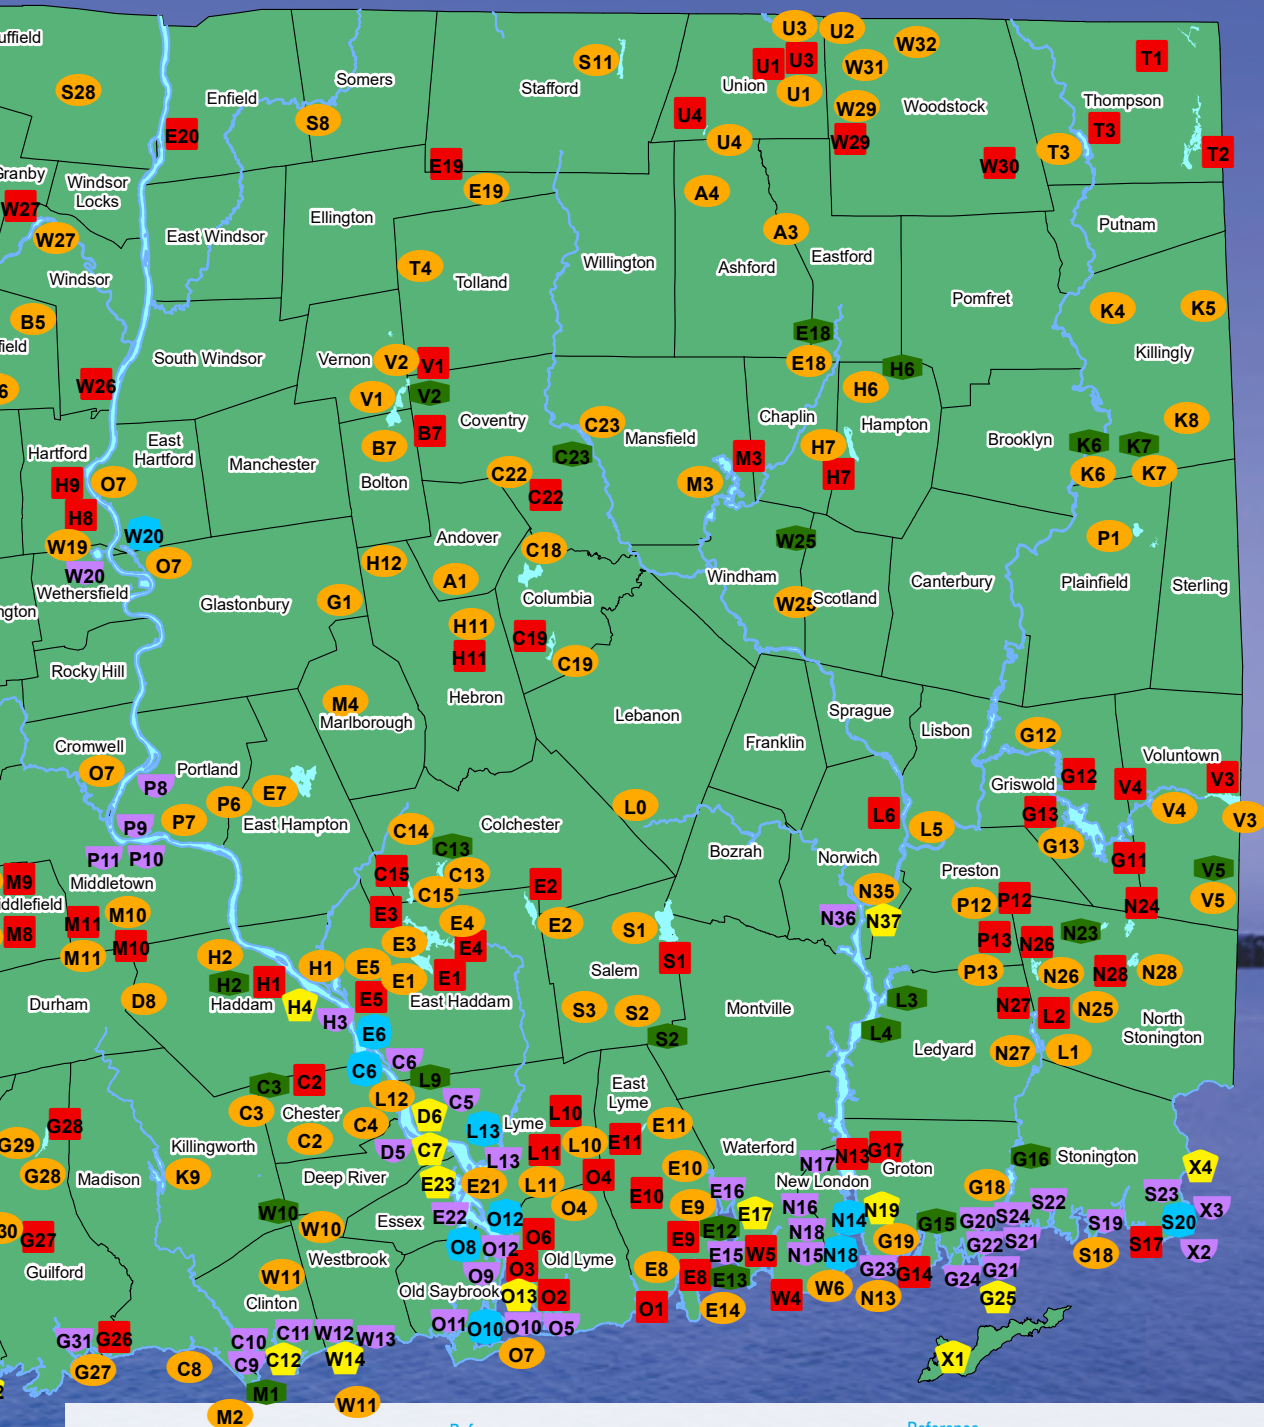 U3
U2
W32
uffield
S11
U1
U3
W31
T1
Somers
Stafford
Union
S28
Enfield
U1
W29
Woodstock
Thompson
S8
U4
E20
U4
W29
T3
T3
T2
E19
W30
Granby
Windsor
Locks
E19
A4
W27
W27
East Windsor
Ellington
A3
Putnam
Windsor
T4
Tolland
Willington
Ashford
Eastford
Pomfret
K4
K5
B5
field
South Windsor
Vernon
V2
V1
E18
E18
H6
Killingly
6
W26
V1
V2
H6
Hartford
East
Hartford
Manchester
B7
B7
Coventry
C23
Mansfield
Chaplin
Hampton
Brooklyn
K8
C23
M3
H7
K6
K7
H9
O7
Bolton
C22
C22
M3
H7
K6
K7
H8
W20
W19
Andover
W25
P1
O7
H12
C18
W20
Wethersfield
A1
Windham
Canterbury
Plainfield
Sterling
ngton
Glastonbury
G1
Columbia
W25
Scotland
H11
C19
H11
C19
Rocky Hill
Hebron
M4
Marlborough
Lebanon
Sprague
Lisbon
G12
Cromwell
Franklin
Voluntown
O7
Portland
P8
G12
V3
E7
Griswold
V4
P6
L0
G13
V4
V3
P9
P7
East Hampton
C14
Colchester
L6
L5
P11
P10
C13
Bozrah
Norwich
G13
G11
Middletown
C15
C13
Preston
V5
M9
E2
N35
P12
P12
V5
iddlefield
M10
E3
C15
N36
N37
N24
M11
E4
E2
S1
M8
M10
E3
E4
P13
N26
N23
M11
H2
H1
E5
S1
P13
N26
N28
N28
H2
H1
E1
E1
Salem
Durham
D8
Haddam
H4
E5
East Haddam
L3
H3
S3
S2
Montville
N27
L2
N25
North
Stonington
E6
S2
L4
Ledyard
N27
L1
C6
C6
C3
C2
L9
East
Lyme
L12
C5
C3
Chester
D6
L10
G28
C4
L13
Lyme
E11
G29
Killingworth
C2
D5
C7
L11
L10
E11
Waterford
N13
G17
G16
Stonington
L13
N17
Groton
G28
Madison
K9
Deep River
E23
E21
L11
O4
E10
New London
X4
E10
E16
G18
S23
W10
E22
O12
O4
E9
E17
N16
N19
S22
X3
30
G27
W10
Essex
E9
E12
N14
G15
G20
S24
S19
S20
Guilford
Westbrook
O8
O12
O6
E15
W5
N18
N15
N18
G19
G22
S21
S18
S17
X2
W11
O9
O3
Old Lyme
E8
E8
E13
G23
G14
G24
G21
Clinton
Old Saybrook
O13
O2
O1
E14
W4
W6
N13
G25
G31
G26
C10
C11
W12
W13
O11
O10
O10
O5
G27
C8
C9
C12
W14
O7
X1
M1
M2
W11